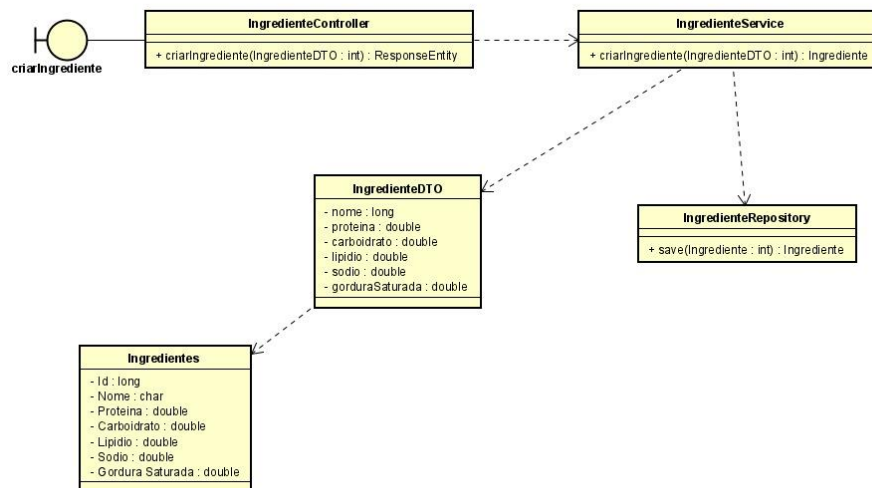 criarIngrediente
IngredienteController
+ criarIngrediente(IngredienteDTO : int) : ResponseEntity
IngredienteService
+ criarIngrediente(IngredienteDTO : int) : Ingrediente
IngredienteDTO
- nome : long
- proteina : double
- carboidrato : double
- lipidio : double
- sodio : double
- gorduraSaturada : double
IngredienteRepository
+ save(Ingrediente : int) : Ingrediente
Ingredientes
- Id : long
- Nome : char
- Proteina : double
- Carboidrato : double
- Lipidio : double
- Sodio : double
- Gordura Saturada : double